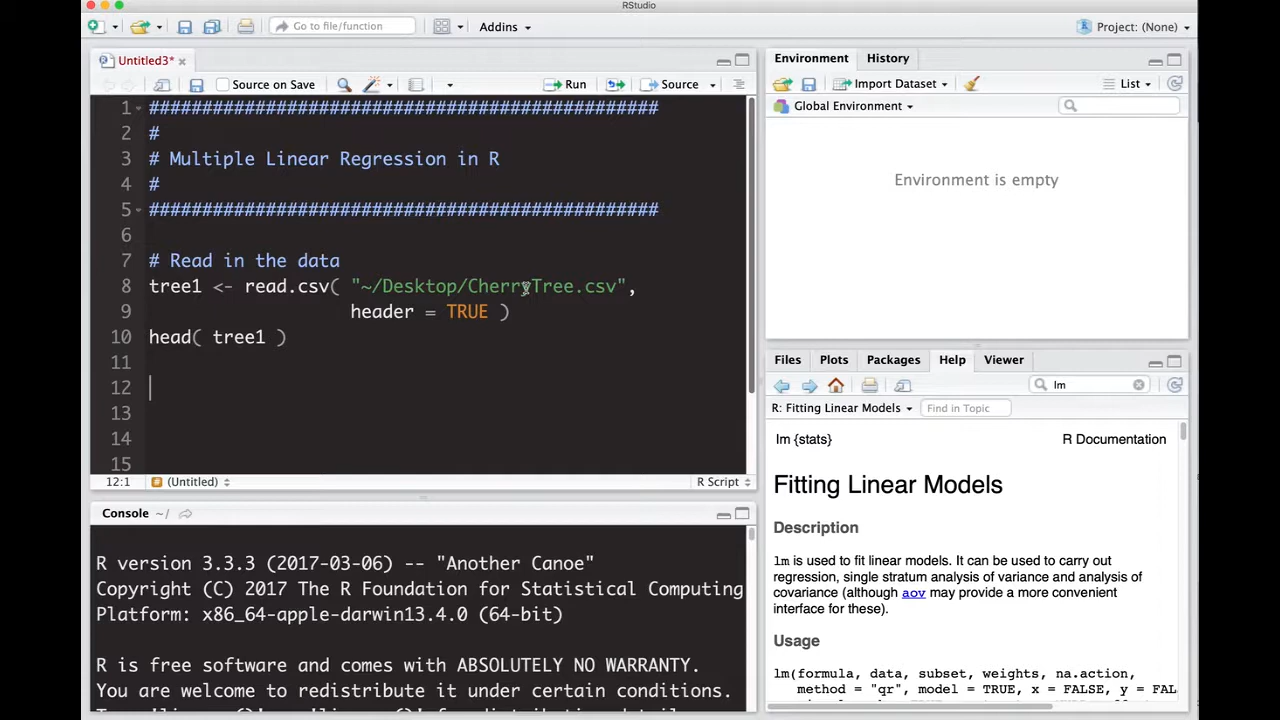 RStudio
Go to file/function
Addins
Project: (None)
Untitled3*
Source on Save
Run
Source
1 ################################################
2 #
3 # Multiple Linear Regression in R
4 #
5 ################################################
6
7 # Read in the data
8 tree1 <- read.csv( "~/Desktop/CherryTree.csv",
9 header = TRUE )
10 head( tree1 )
11
12
13
14
15
12:1 (Untitled) R Script
Console ~/
R version 3.3.3 (2017-03-06) -- "Another Canoe"
Copyright (C) 2017 The R Foundation for Statistical Computing
Platform: x86_64-apple-darwin13.4.0 (64-bit)
R is free software and comes with ABSOLUTELY NO WARRANTY.
You are welcome to redistribute it under certain conditions.
Environment History
Import Dataset List
Global Environment
Environment is empty
Files Plots Packages Help Viewer
lm
R: Fitting Linear Models Find in Topic
lm {stats} R Documentation
Fitting Linear Models
Description
lm is used to fit linear models. It can be used to carry out
regression, single stratum analysis of variance and analysis of
covariance (although aov may provide a more convenient
interface for these).
Usage
lm(formula, data, subset, weights, na.action,
method = "qr", model = TRUE, x = FALSE, y = FAL